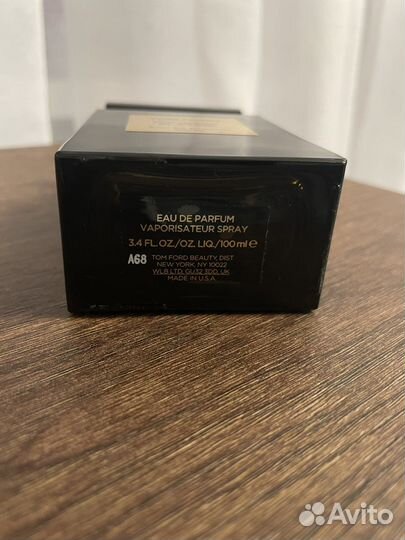 EAU DE PARFUM
VAPORISATEUR SPRAY
3.4 FL.OZ./OZ. LIQ./100 ml ℮
A68 TOM FORD BEAUTY, DIST
NEW YORK, NY 10022
WLB LTD, GU32 3DD, UK
MADE IN U.S.A.
Avito